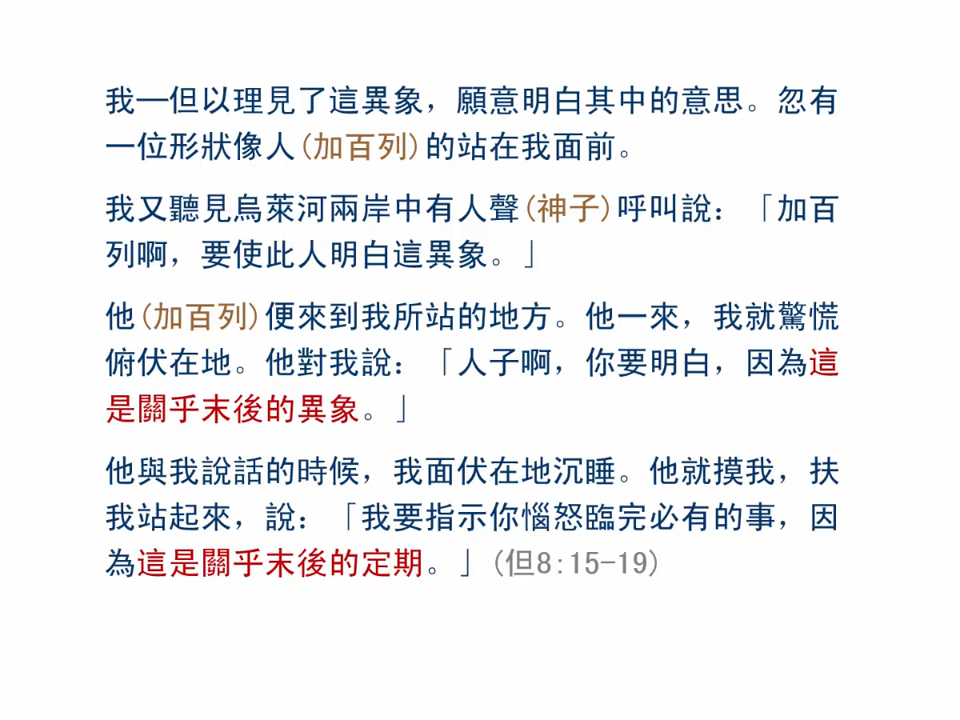 我一但以理見了這異象，願意明白其中的意思。忽有
一位形狀像人(加百列)的站在我面前。
我又聽見烏萊河兩岸中有人聲(神子)呼叫說：「加百
列啊，要使此人明白這異象。」
他(加百列)便來到我所站的地方。他一來，我就驚慌
俯伏在地。他對我說：「人子啊，你要明白，因為這
是關乎末後的異象。」
他與我說話的時候，我面伏在地沉睡。他就摸我，扶
我站起來，說：「我要指示你惱怒臨完必有的事，因
為這是關乎末後的定期。」(但8:15-19)